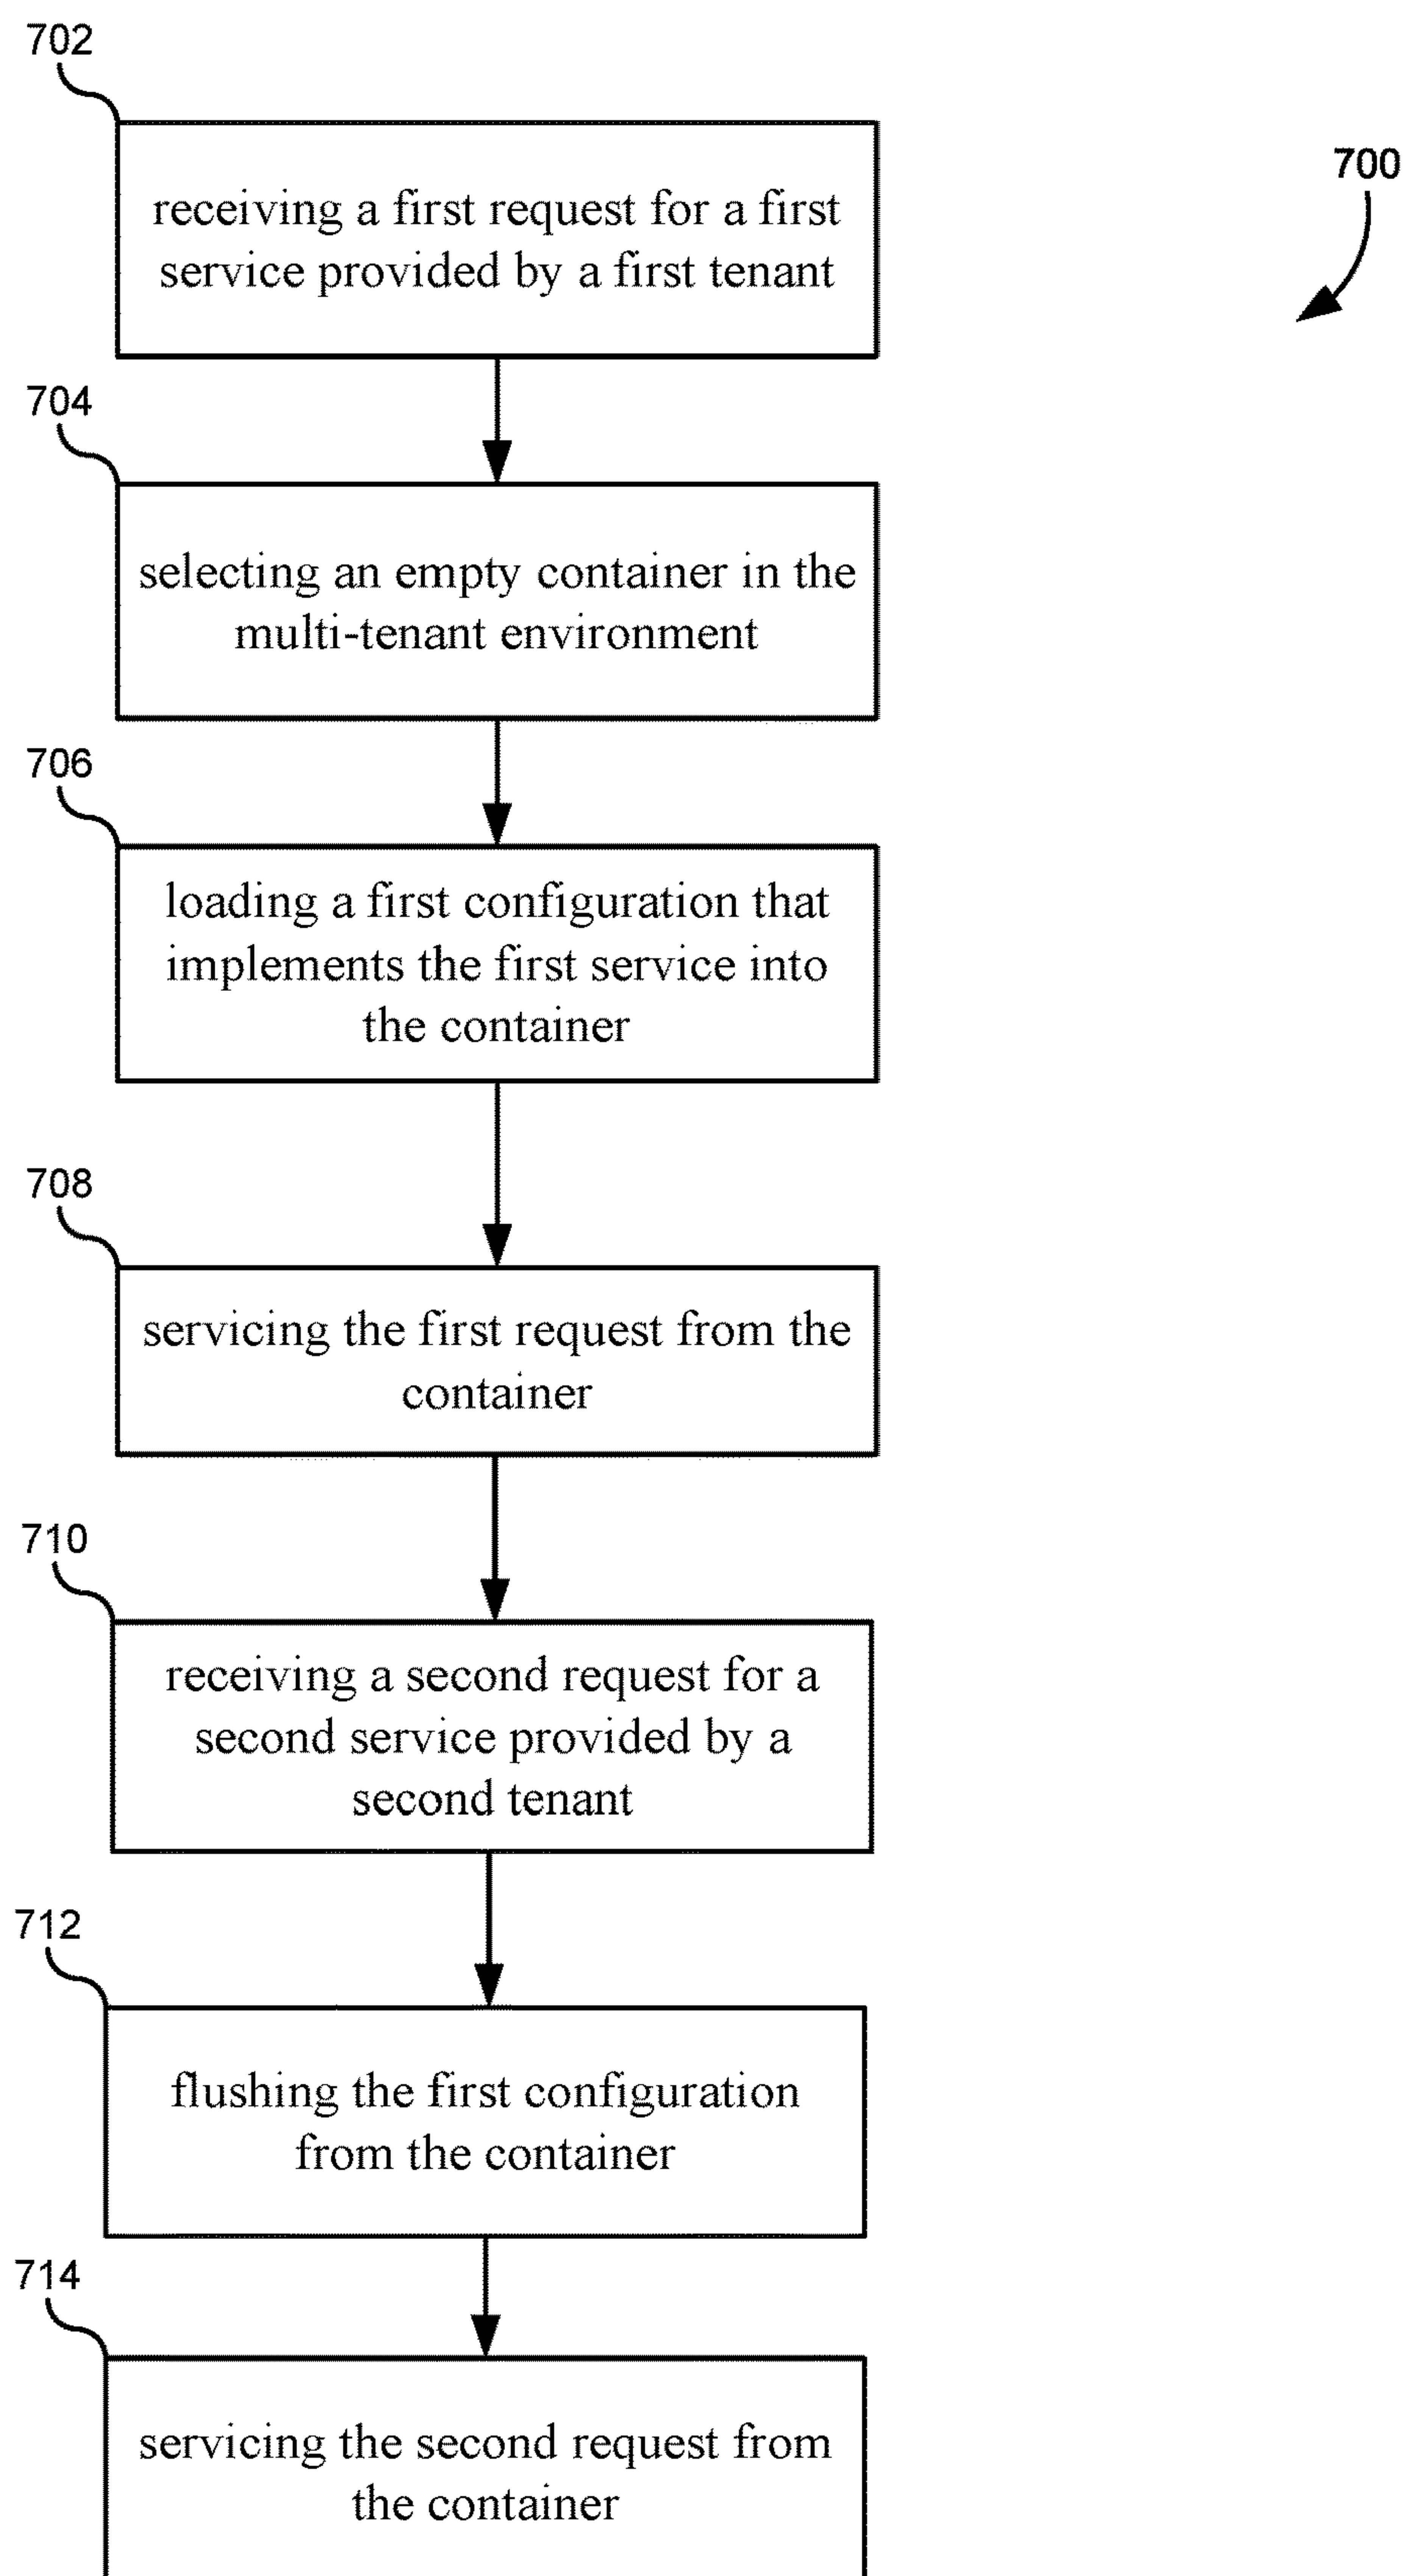 702
700
receiving a first request for a first
service provided by a first tenant
704
selecting an empty container in the
multi-tenant environment
706
loading a first configuration that
implements the first service into
the container
708
servicing the first request from the
container
710
receiving a second request for a
second service provided by a
second tenant
712
flushing the first configuration
from the container
714
servicing the second request from
the container